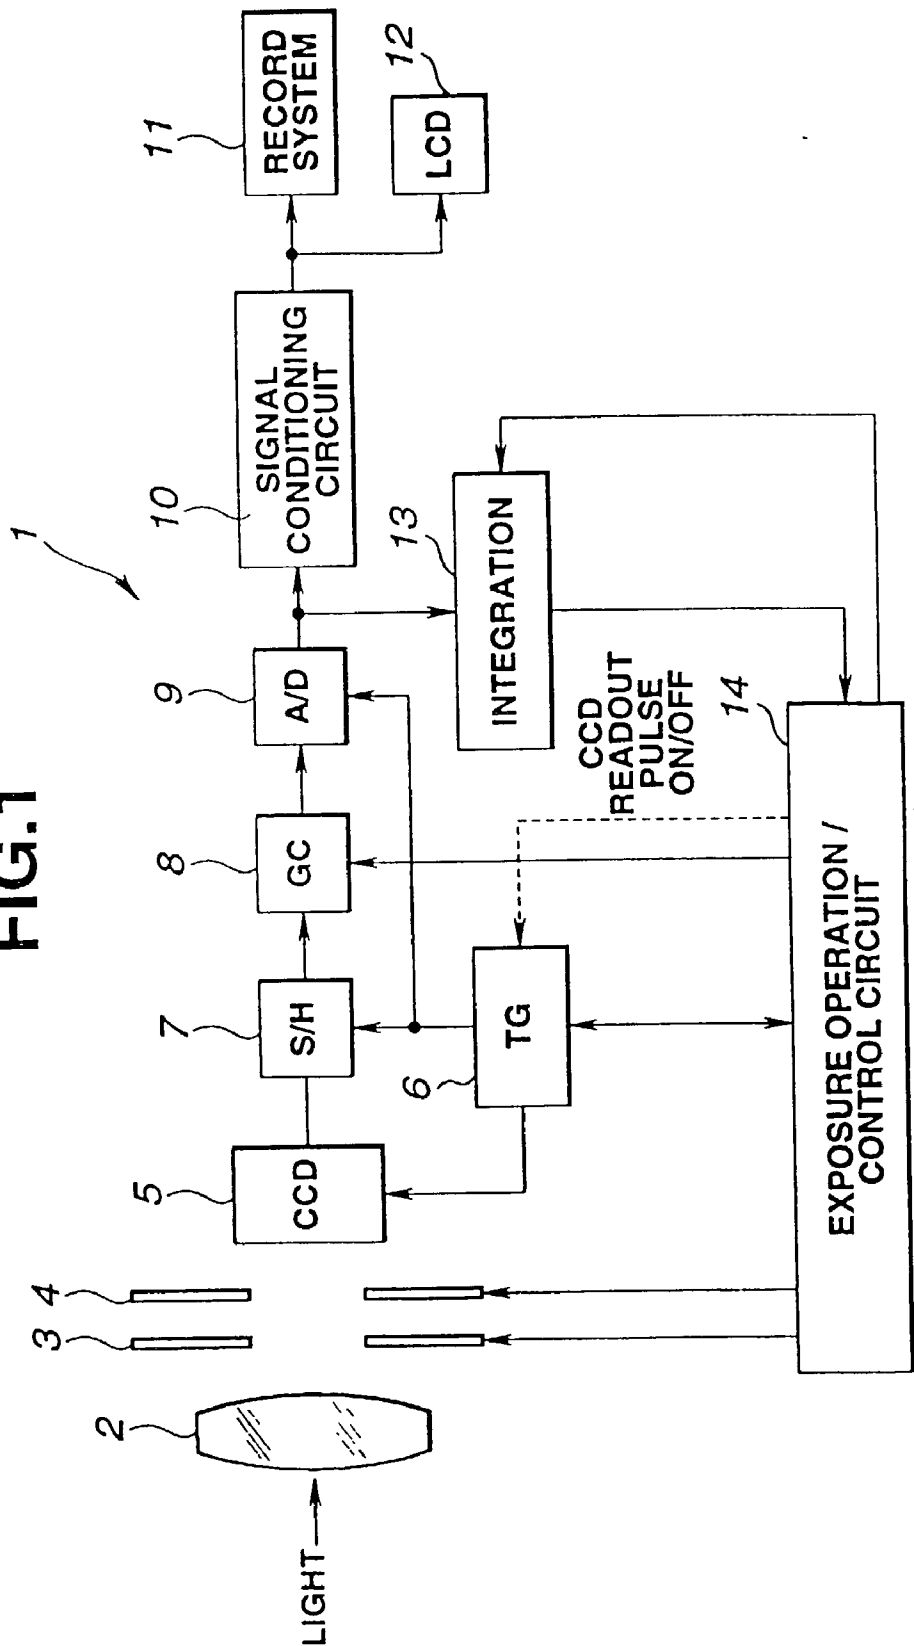 FIG.1
1
LIGHT
2
3
4
5
CCD
7
S/H
8
GC
9
A/D
10
SIGNAL
CONDITIONING
CIRCUIT
11
RECORD
SYSTEM
12
LCD
6
TG
13
INTEGRATION
CCD
READOUT
PULSE
ON/OFF
14
EXPOSURE OPERATION /
CONTROL CIRCUIT